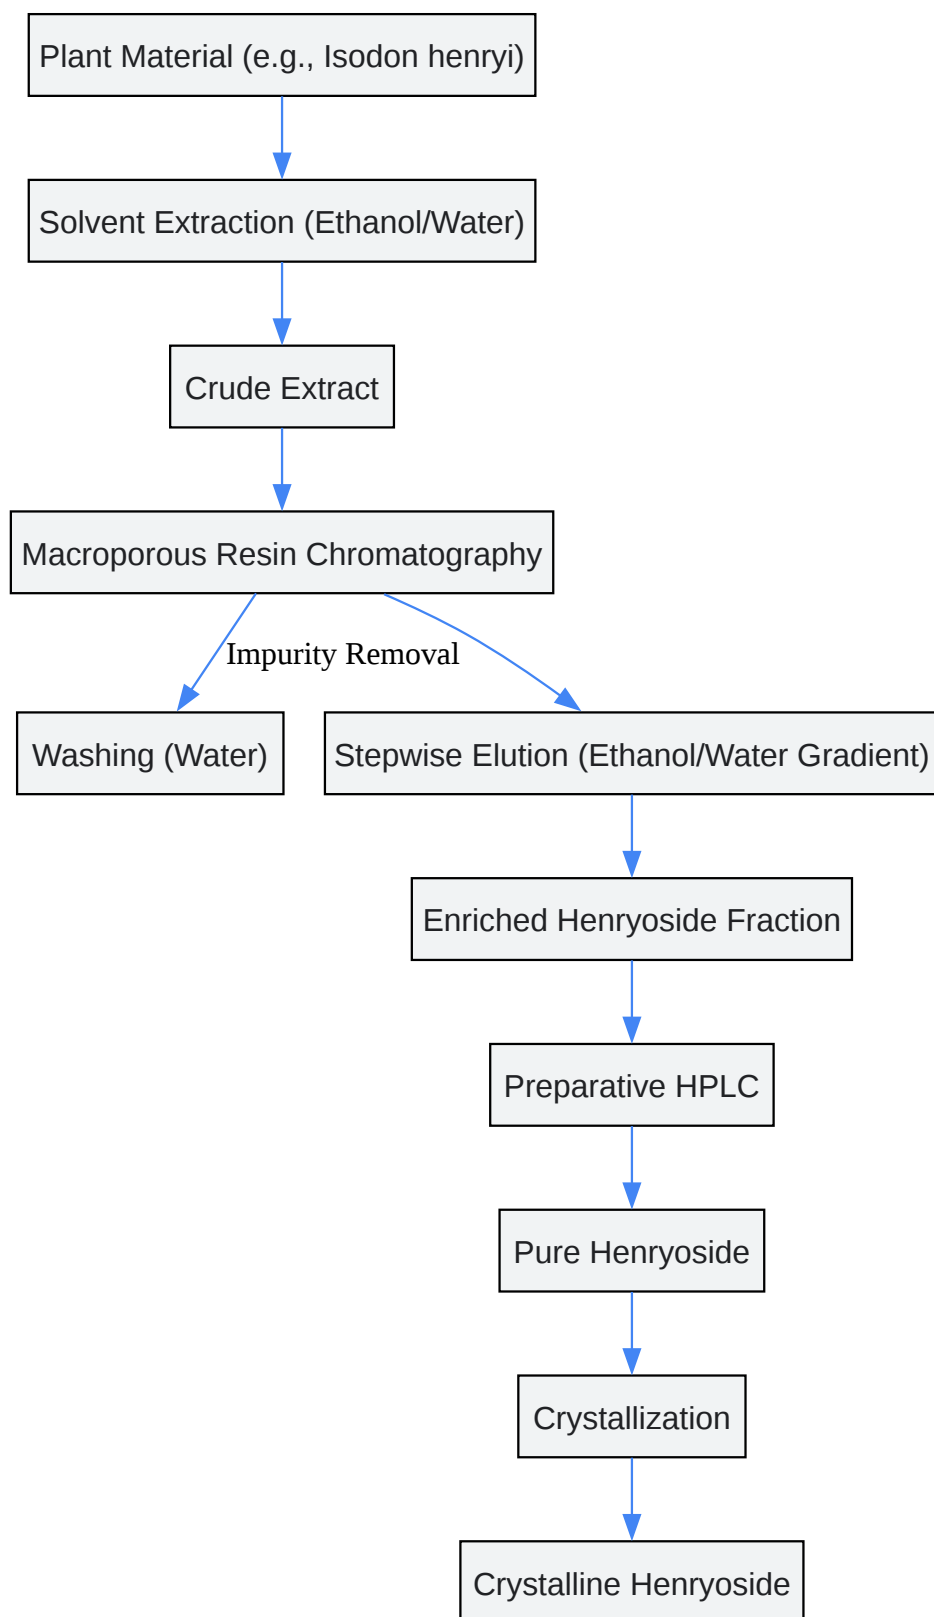 Plant Material (e.g., Isodon henryi)
Solvent Extraction (Ethanol/Water)
Crude Extract
Macroporous Resin Chromatography
Impurity Removal
Washing (Water)
Stepwise Elution (Ethanol/Water Gradient)
Enriched Henryoside Fraction
Preparative HPLC
Pure Henryoside
Crystallization
Crystalline Henryoside